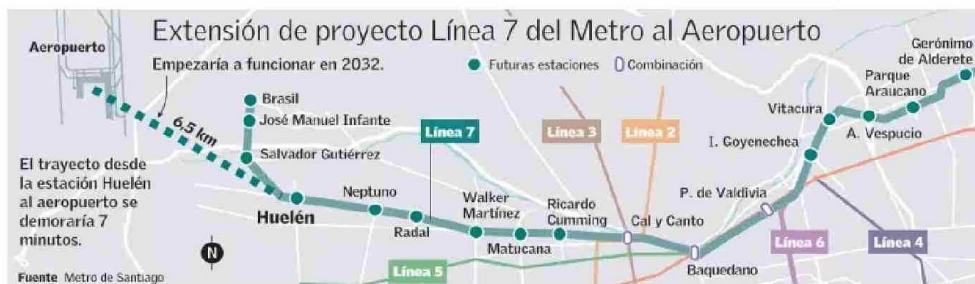 Extensión de proyecto Línea 7 del Metro al Aeropuerto
Aeropuerto
Empezaría a funcionar en 2032.
Futuras estaciones
Combinación
6,5 km
El trayecto desde
la estación Huelén
al aeropuerto se
demoraría 7
minutos.
Brasil
José Manuel Infante
Salvador Gutiérrez
Huelén
Neptuno
Radal
Línea 7
Walker
Martínez
Matucana
Ricardo
Cumming
Línea 3
Línea 2
Cal y Canto
Baquedano
P. de Valdivia
I. Goyenechea
Vitacura
A. Vespucio
Parque
Araucano
Gerónimo
de Alderete
Línea 6
Línea 4
Línea 5
N
Fuente Metro de Santiago